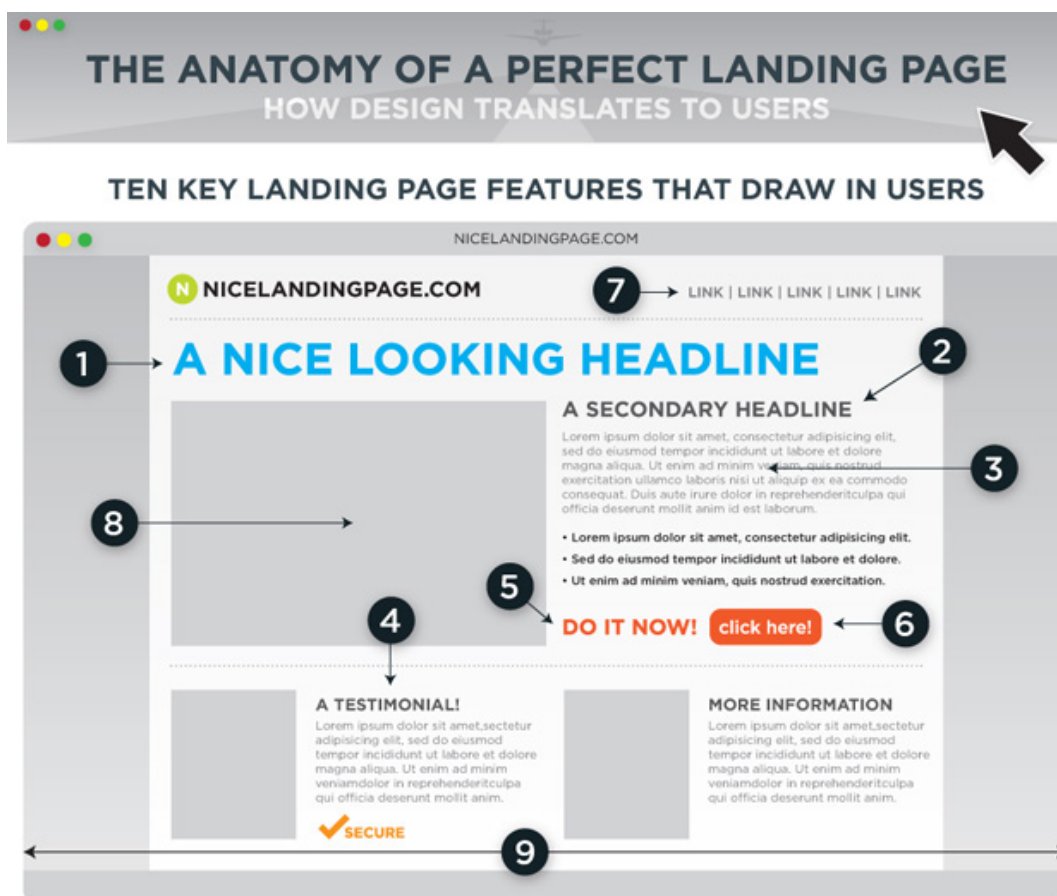 THE ANATOMY OF A PERFECT LANDING PAGE
HOW DESIGN TRANSLATES TO USERS
TEN KEY LANDING PAGE FEATURES THAT DRAW IN USERS
NICELANDINGPAGE.COM
N NICELANDINGPAGE.COM
7
LINK | LINK | LINK | LINK | LINK
1
A NICE LOOKING HEADLINE
2
A SECONDARY HEADLINE
Lorem ipsum dolor sit amet, consectetur adipisicing elit,
sed do eiusmod tempor incididunt ut labore et dolore
magna aliqua. Ut enim ad minim veniam, quis nostrud
exercitation ullamco laboris nisi ut aliquip ex ea commodo
consequat. Duis aute irure dolor in reprehenderitculpa qui
officia deserunt mollit anim id est laborum.
3
8
• Lorem ipsum dolor sit amet, consectetur adipisicing elit.
• Sed do eiusmod tempor incididunt ut labore et dolore.
• Ut enim ad minim veniam, quis nostrud exercitation.
5
DO IT NOW!
click here!
6
4
A TESTIMONIAL!
Lorem ipsum dolor sit amet,sectetur
adipisicing elit, sed do eiusmod
tempor incididunt ut labore et dolore
magna aliqua. Ut enim ad minim
veniamdolor in reprehenderitculpa
qui officia deserunt mollit anim.
SECURE
MORE INFORMATION
Lorem ipsum dolor sit amet,sectetur
adipisicing elit, sed do eiusmod
tempor incididunt ut labore et dolore
magna aliqua. Ut enim ad minim
veniamdolor in reprehenderitculpa
qui officia deserunt mollit anim.
9